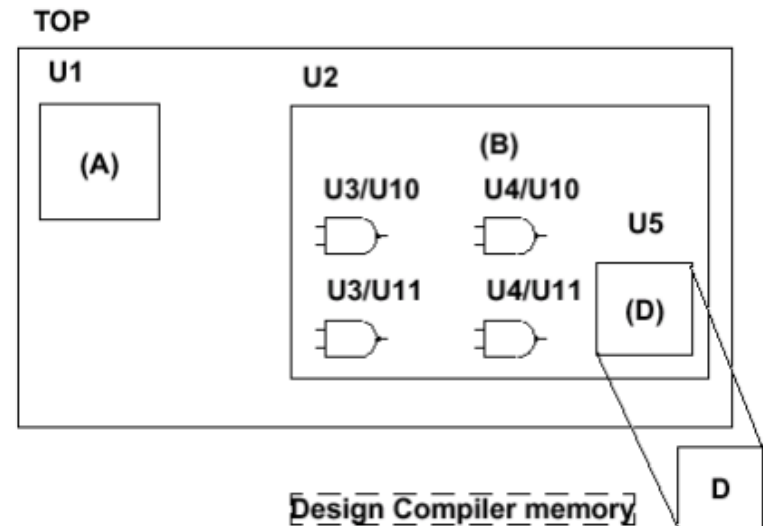 TOP
U1
U2
(A)
(B)
U3/U10
U4/U10
U5
U3/U11
U4/U11
(D)
D
Design Compiler memory